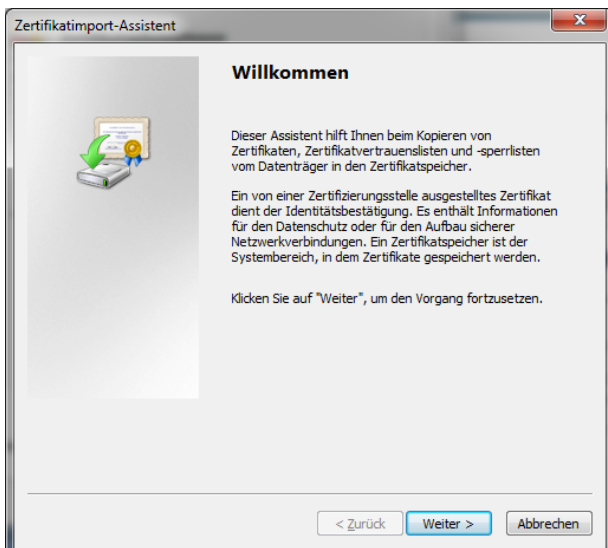 Zertifikatimport-Assistent
Willkommen
Dieser Assistent hilft Ihnen beim Kopieren von
Zertifikaten, Zertifikatvertrauenslisten und -sperrlisten
vom Datenträger in den Zertifikatspeicher.
Ein von einer Zertifizierungsstelle ausgestelltes Zertifikat
dient der Identitätsbestätigung. Es enthält Informationen
für den Datenschutz oder für den Aufbau sicherer
Netzwerkverbindungen. Ein Zertifikatspeicher ist der
Systembereich, in dem Zertifikate gespeichert werden.
Klicken Sie auf "Weiter", um den Vorgang fortzusetzen.
< Zurück Weiter > Abbrechen